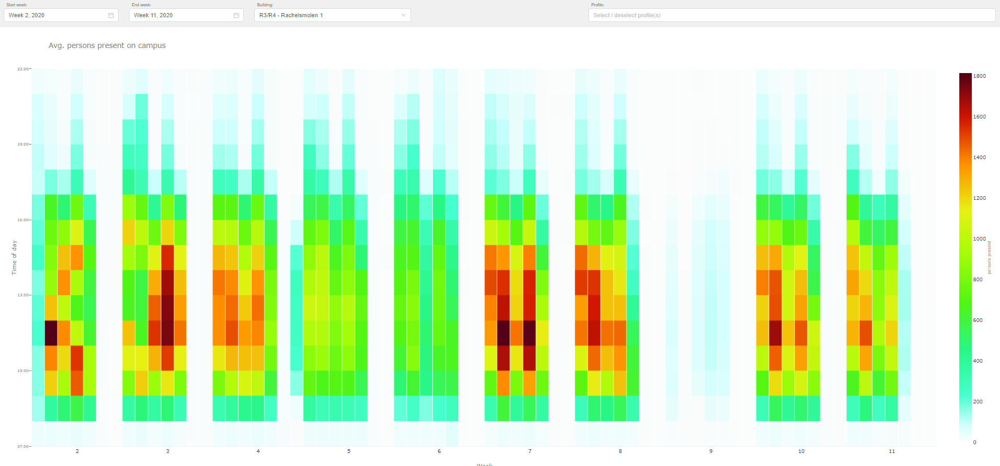 Start week:
End week:
Building:
Profile:
Week 2, 2020
Week 11, 2020
R3/R4 - Rachelsmolen 1
Select / deselect profile(s)
Avg. persons present on campus
22:00
19:00
16:00
13:00
10:00
07:00
Time of day
2
3
4
5
6
7
8
9
10
11
Week
1800
1600
1400
1200
1000
800
600
400
200
0
persons present